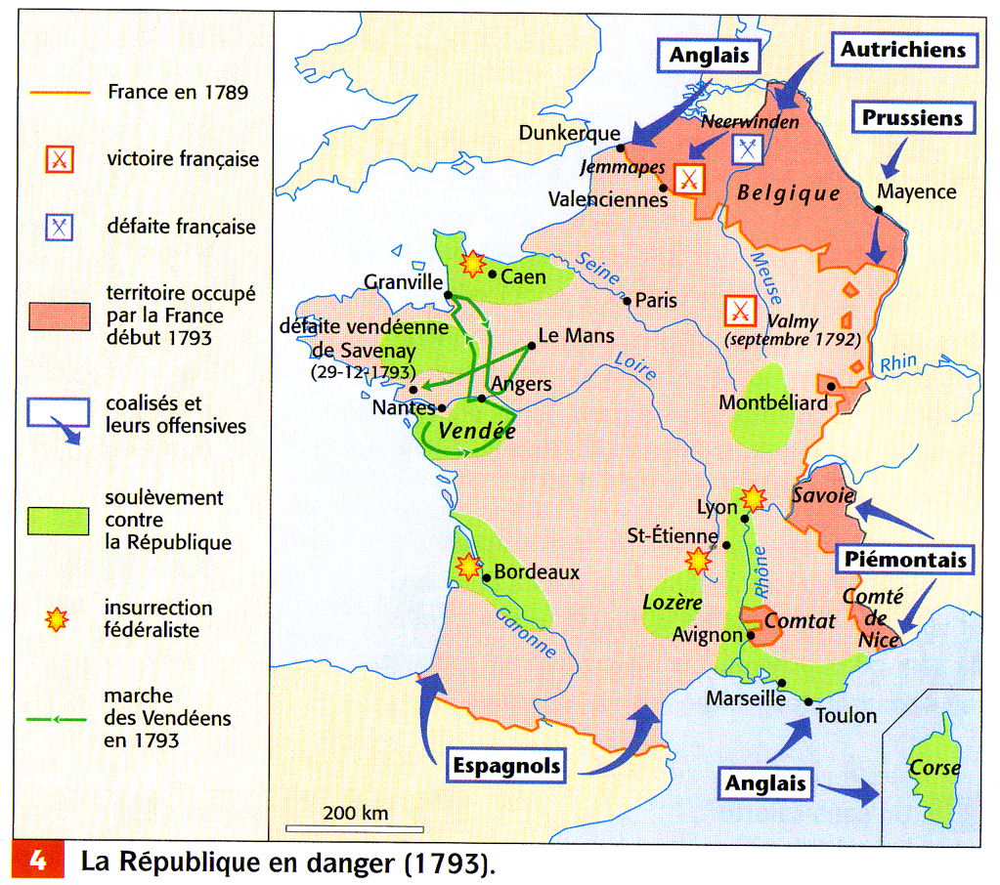 France en 1789
victoire française
défaite française
territoire occupé
par la France
début 1793
coalisés et
leurs offensives
soulèvement
contre
la République
insurrection
fédéraliste
marche
des Vendéens
en 1793
Anglais
Autrichiens
Prussiens
Neerwinden
Dunkerque
Jemmapes
Valenciennes
Belgique
Mayence
Granville
Caen
Seine
Paris
Meuse
Valmy
(septembre 1792)
défaite vendéenne
de Savenay
(29-12-1793)
Le Mans
Loire
Rhin
Angers
Nantes
Vendée
Montbéliard
Lyon
Savoie
St-Étienne
Piémontais
Bordeaux
Rhône
Lozère
Comté
de
Nice
Comtat
Garonne
Avignon
Marseille
Toulon
Espagnols
Anglais
Corse
200 km
4 La République en danger (1793).